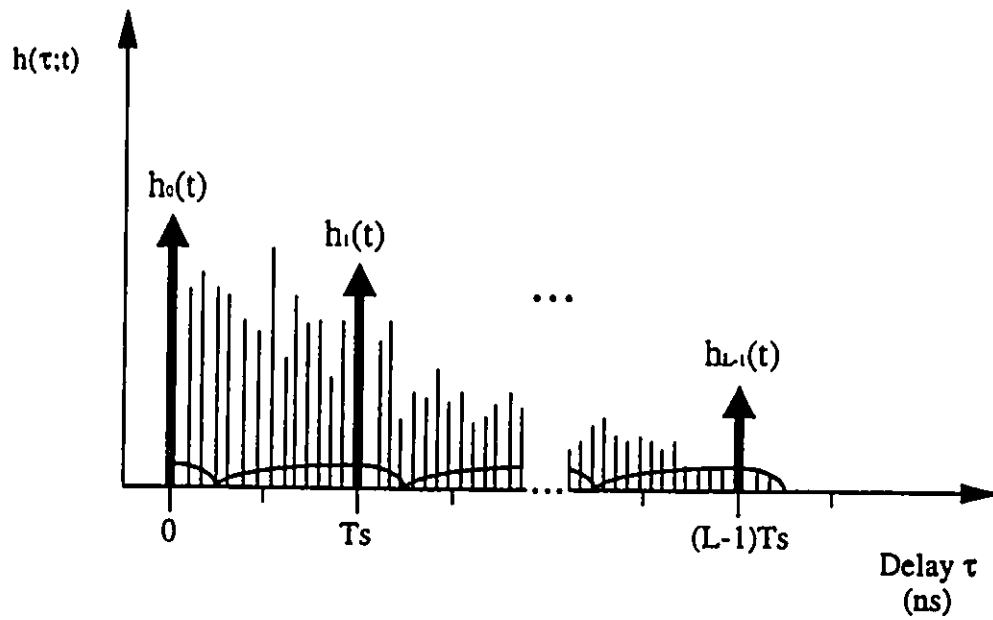 h(τ;t)
h₀(t)
h₁(t)
...
h_{L-1}(t)
...
0
Ts
(L-1)Ts
Delay τ
(ns)